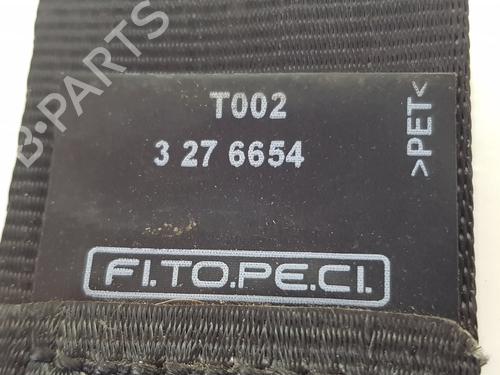 B-PARTS
T002
3 27 6654
>PET<
FI.TO.PE.CI.